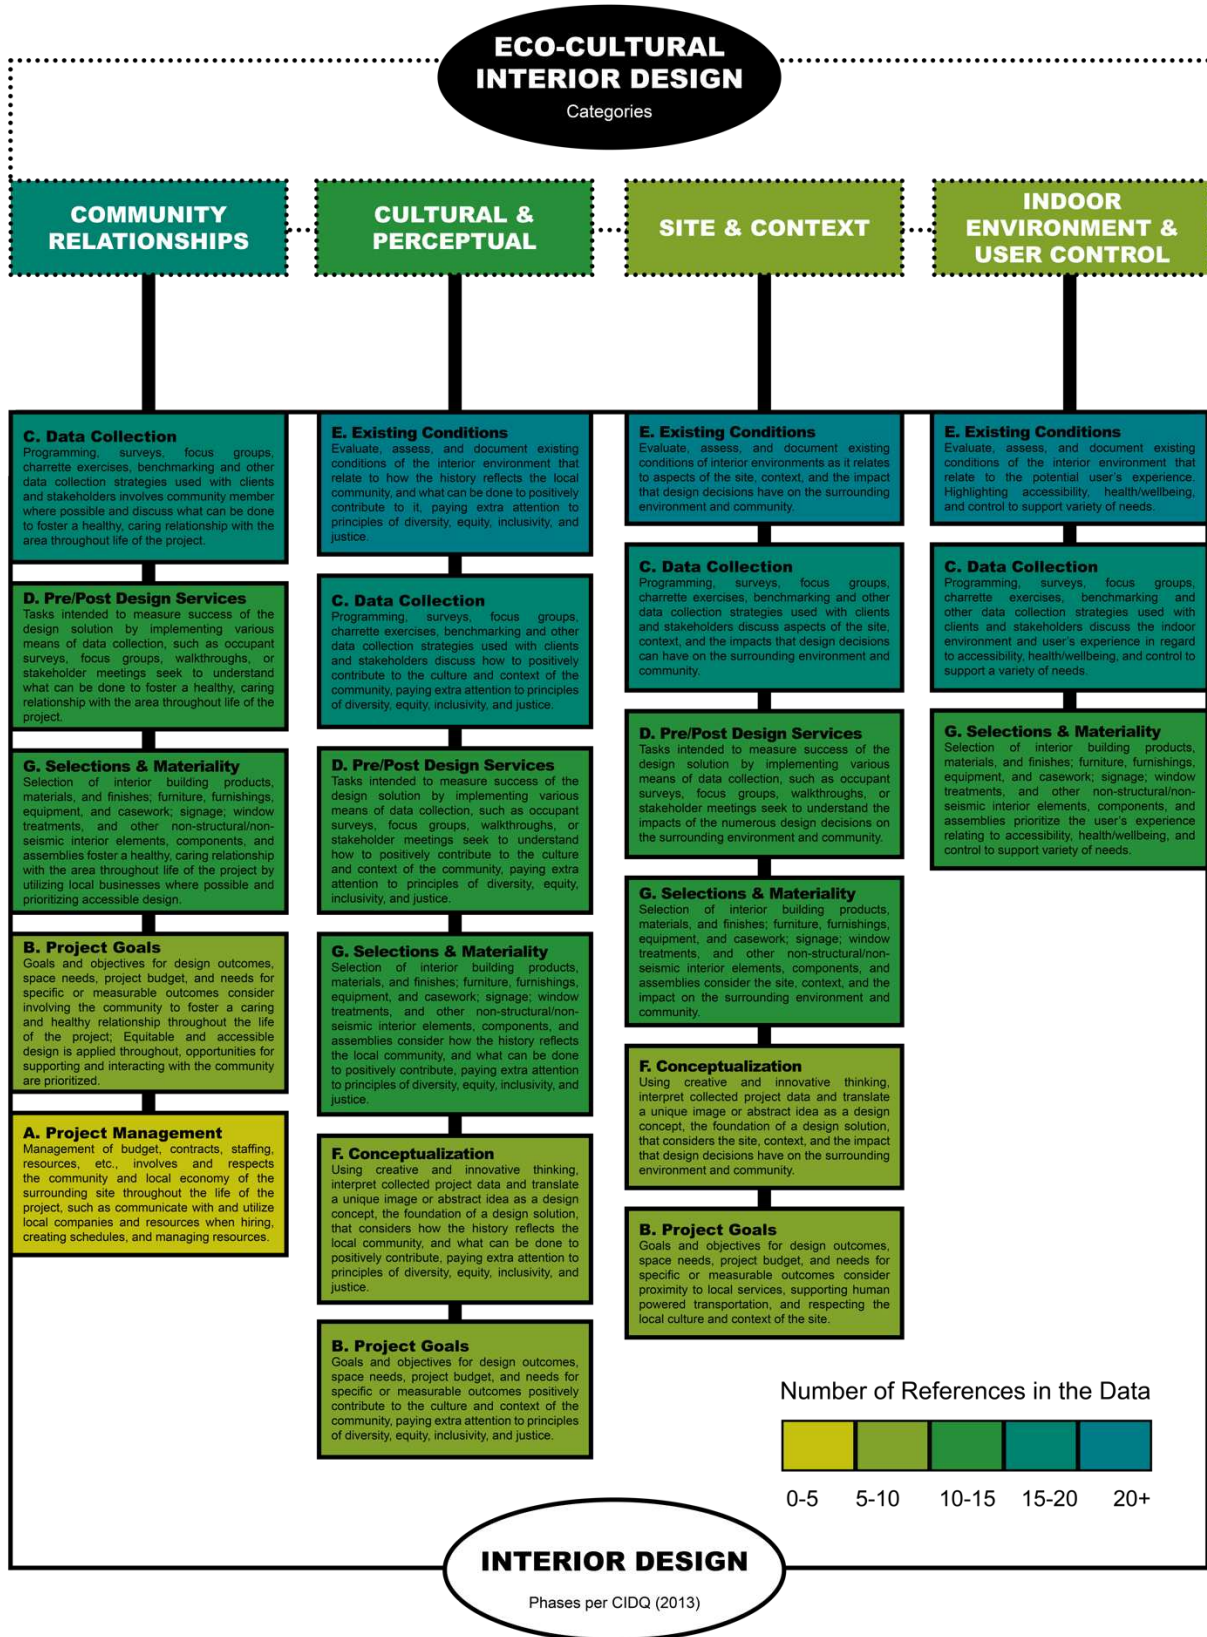 ECO-CULTURAL
INTERIOR DESIGN
Categories
COMMUNITY
RELATIONSHIPS
C. Data Collection
Programming, surveys, focus groups,
charrette exercises, benchmarking and other
data collection strategies used with clients
and stakeholders involves community member
where possible and discuss what can be done
to foster a healthy, caring relationship with the
area throughout life of the project.
D. Pre/Post Design Services
Tasks intended to measure success of the
design solution by implementing various
means of data collection, such as occupant
surveys, focus groups, walkthroughs, or
stakeholder meetings seek to understand
what can be done to foster a healthy, caring
relationship with the area throughout life of the
project.
G. Selections & Materiality
Selection of interior building products,
materials, and finishes; furniture, furnishings,
equipment, and casework; signage; window
treatments, and other non-structural/non-
seismic interior elements, components, and
assemblies foster a healthy, caring relationship
with the area throughout life of the project by
utilizing local businesses where possible and
prioritizing accessible design.
B. Project Goals
Goals and objectives for design outcomes,
space needs, project budget, and needs for
specific or measurable outcomes consider
involving the community to foster a caring
and healthy relationship throughout the life
of the project; Equitable and accessible
design is applied throughout, opportunities for
supporting and interacting with the community
are prioritized.
A. Project Management
Management of budget, contracts, staffing,
resources, etc., involves and respects
the community and local economy of the
surrounding site throughout the life of the
project, such as communicate with and utilize
local companies and resources when hiring,
creating schedules, and managing resources.
CULTURAL &
PERCEPTUAL
E. Existing Conditions
Evaluate, assess, and document existing
conditions of the interior environment that
relate to how the history reflects the local
community, and what can be done to positively
contribute to it, paying extra attention to
principles of diversity, equity, inclusivity, and
justice.
C. Data Collection
Programming, surveys, focus groups,
charrette exercises, benchmarking and other
data collection strategies used with clients
and stakeholders discuss how to positively
contribute to the culture and context of the
community, paying extra attention to principles
of diversity, equity, inclusivity, and justice.
D. Pre/Post Design Services
Tasks intended to measure success of the
design solution by implementing various
means of data collection, such as occupant
surveys, focus groups, walkthroughs, or
stakeholder meetings seek to understand
how to positively contribute to the culture
and context of the community, paying extra
attention to principles of diversity, equity,
inclusivity, and justice.
G. Selections & Materiality
Selection of interior building products,
materials, and finishes; furniture, furnishings,
equipment, and casework; signage; window
treatments, and other non-structural/non-
seismic interior elements, components, and
assemblies consider how the history reflects
the local community, and what can be done
to positively contribute, paying extra attention
to principles of diversity, equity, inclusivity, and
justice.
F. Conceptualization
Using creative and innovative thinking,
interpret collected project data and translate
a unique image or abstract idea as a design
concept, the foundation of a design solution,
that considers how the history reflects the
local community, and what can be done to
positively contribute, paying extra attention to
principles of diversity, equity, inclusivity, and
justice.
B. Project Goals
Goals and objectives for design outcomes,
space needs, project budget, and needs for
specific or measurable outcomes positively
contribute to the culture and context of the
community, paying extra attention to principles
of diversity, equity, inclusivity, and justice.
SITE & CONTEXT
E. Existing Conditions
Evaluate, assess, and document existing
conditions of interior environments as it relates
to aspects of the site, context, and the impact
that design decisions have on the surrounding
environment and community.
C. Data Collection
Programming, surveys, focus groups,
charrette exercises, benchmarking and other
data collection strategies used with clients
and stakeholders discuss aspects of the site,
context, and the impacts that design decisions
can have on the surrounding environment and
community.
D. Pre/Post Design Services
Tasks intended to measure success of the
design solution by implementing various
means of data collection, such as occupant
surveys, focus groups, walkthroughs, or
stakeholder meetings seek to understand the
impacts of the numerous design decisions on
the surrounding environment and community.
G. Selections & Materiality
Selection of interior building products,
materials, and finishes; furniture, furnishings,
equipment, and casework; signage; window
treatments, and other non-structural/non-
seismic interior elements, components, and
assemblies consider the site, context, and the
impact on the surrounding environment and
community.
F. Conceptualization
Using creative and innovative thinking,
interpret collected project data and translate
a unique image or abstract idea as a design
concept, the foundation of a design solution,
that considers the site, context, and the impact
that design decisions have on the surrounding
environment and community.
B. Project Goals
Goals and objectives for design outcomes,
space needs, project budget, and needs for
specific or measurable outcomes consider
proximity to local services, supporting human
powered transportation, and respecting the
local culture and context of the site.
INDOOR
ENVIRONMENT &
USER CONTROL
E. Existing Conditions
Evaluate, assess, and document existing
conditions of the interior environment that
relate to the potential user's experience.
Highlighting accessibility, health/wellbeing,
and control to support variety of needs.
C. Data Collection
Programming, surveys, focus groups,
charrette exercises, benchmarking and
other data collection strategies used with
clients and stakeholders discuss the indoor
environment and user's experience in regard
to accessibility, health/wellbeing, and control to
support a variety of needs.
G. Selections & Materiality
Selection of interior building products,
materials, and finishes; furniture, furnishings,
equipment, and casework; signage; window
treatments, and other non-structural/non-
seismic interior elements, components, and
assemblies prioritize the user's experience
relating to accessibility, health/wellbeing, and
control to support variety of needs.
Number of References in the Data
0-5 5-10 10-15 15-20 20+
INTERIOR DESIGN
Phases per CIDQ (2013)